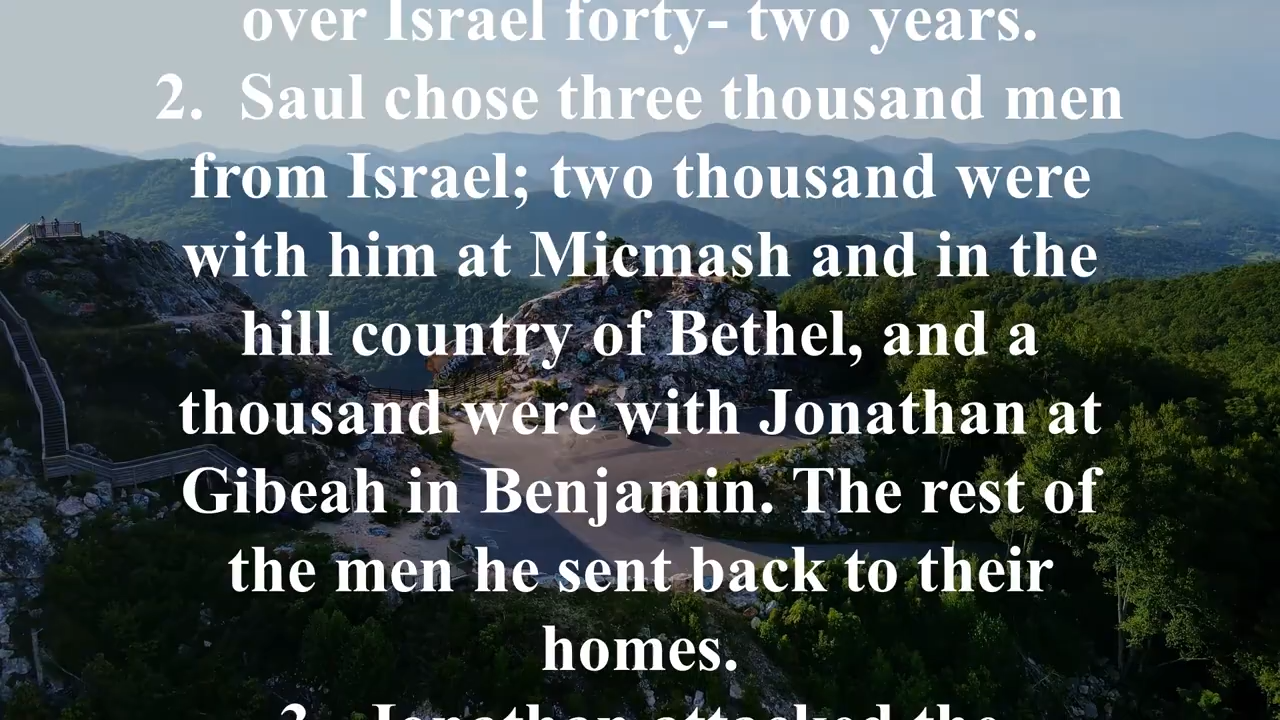 over Israel forty- two years.
2. Saul chose three thousand men
from Israel; two thousand were
with him at Micmash and in the
hill country of Bethel, and a
thousand were with Jonathan at
Gibeah in Benjamin. The rest of
the men he sent back to their
homes.
3. Jonathan attacked the